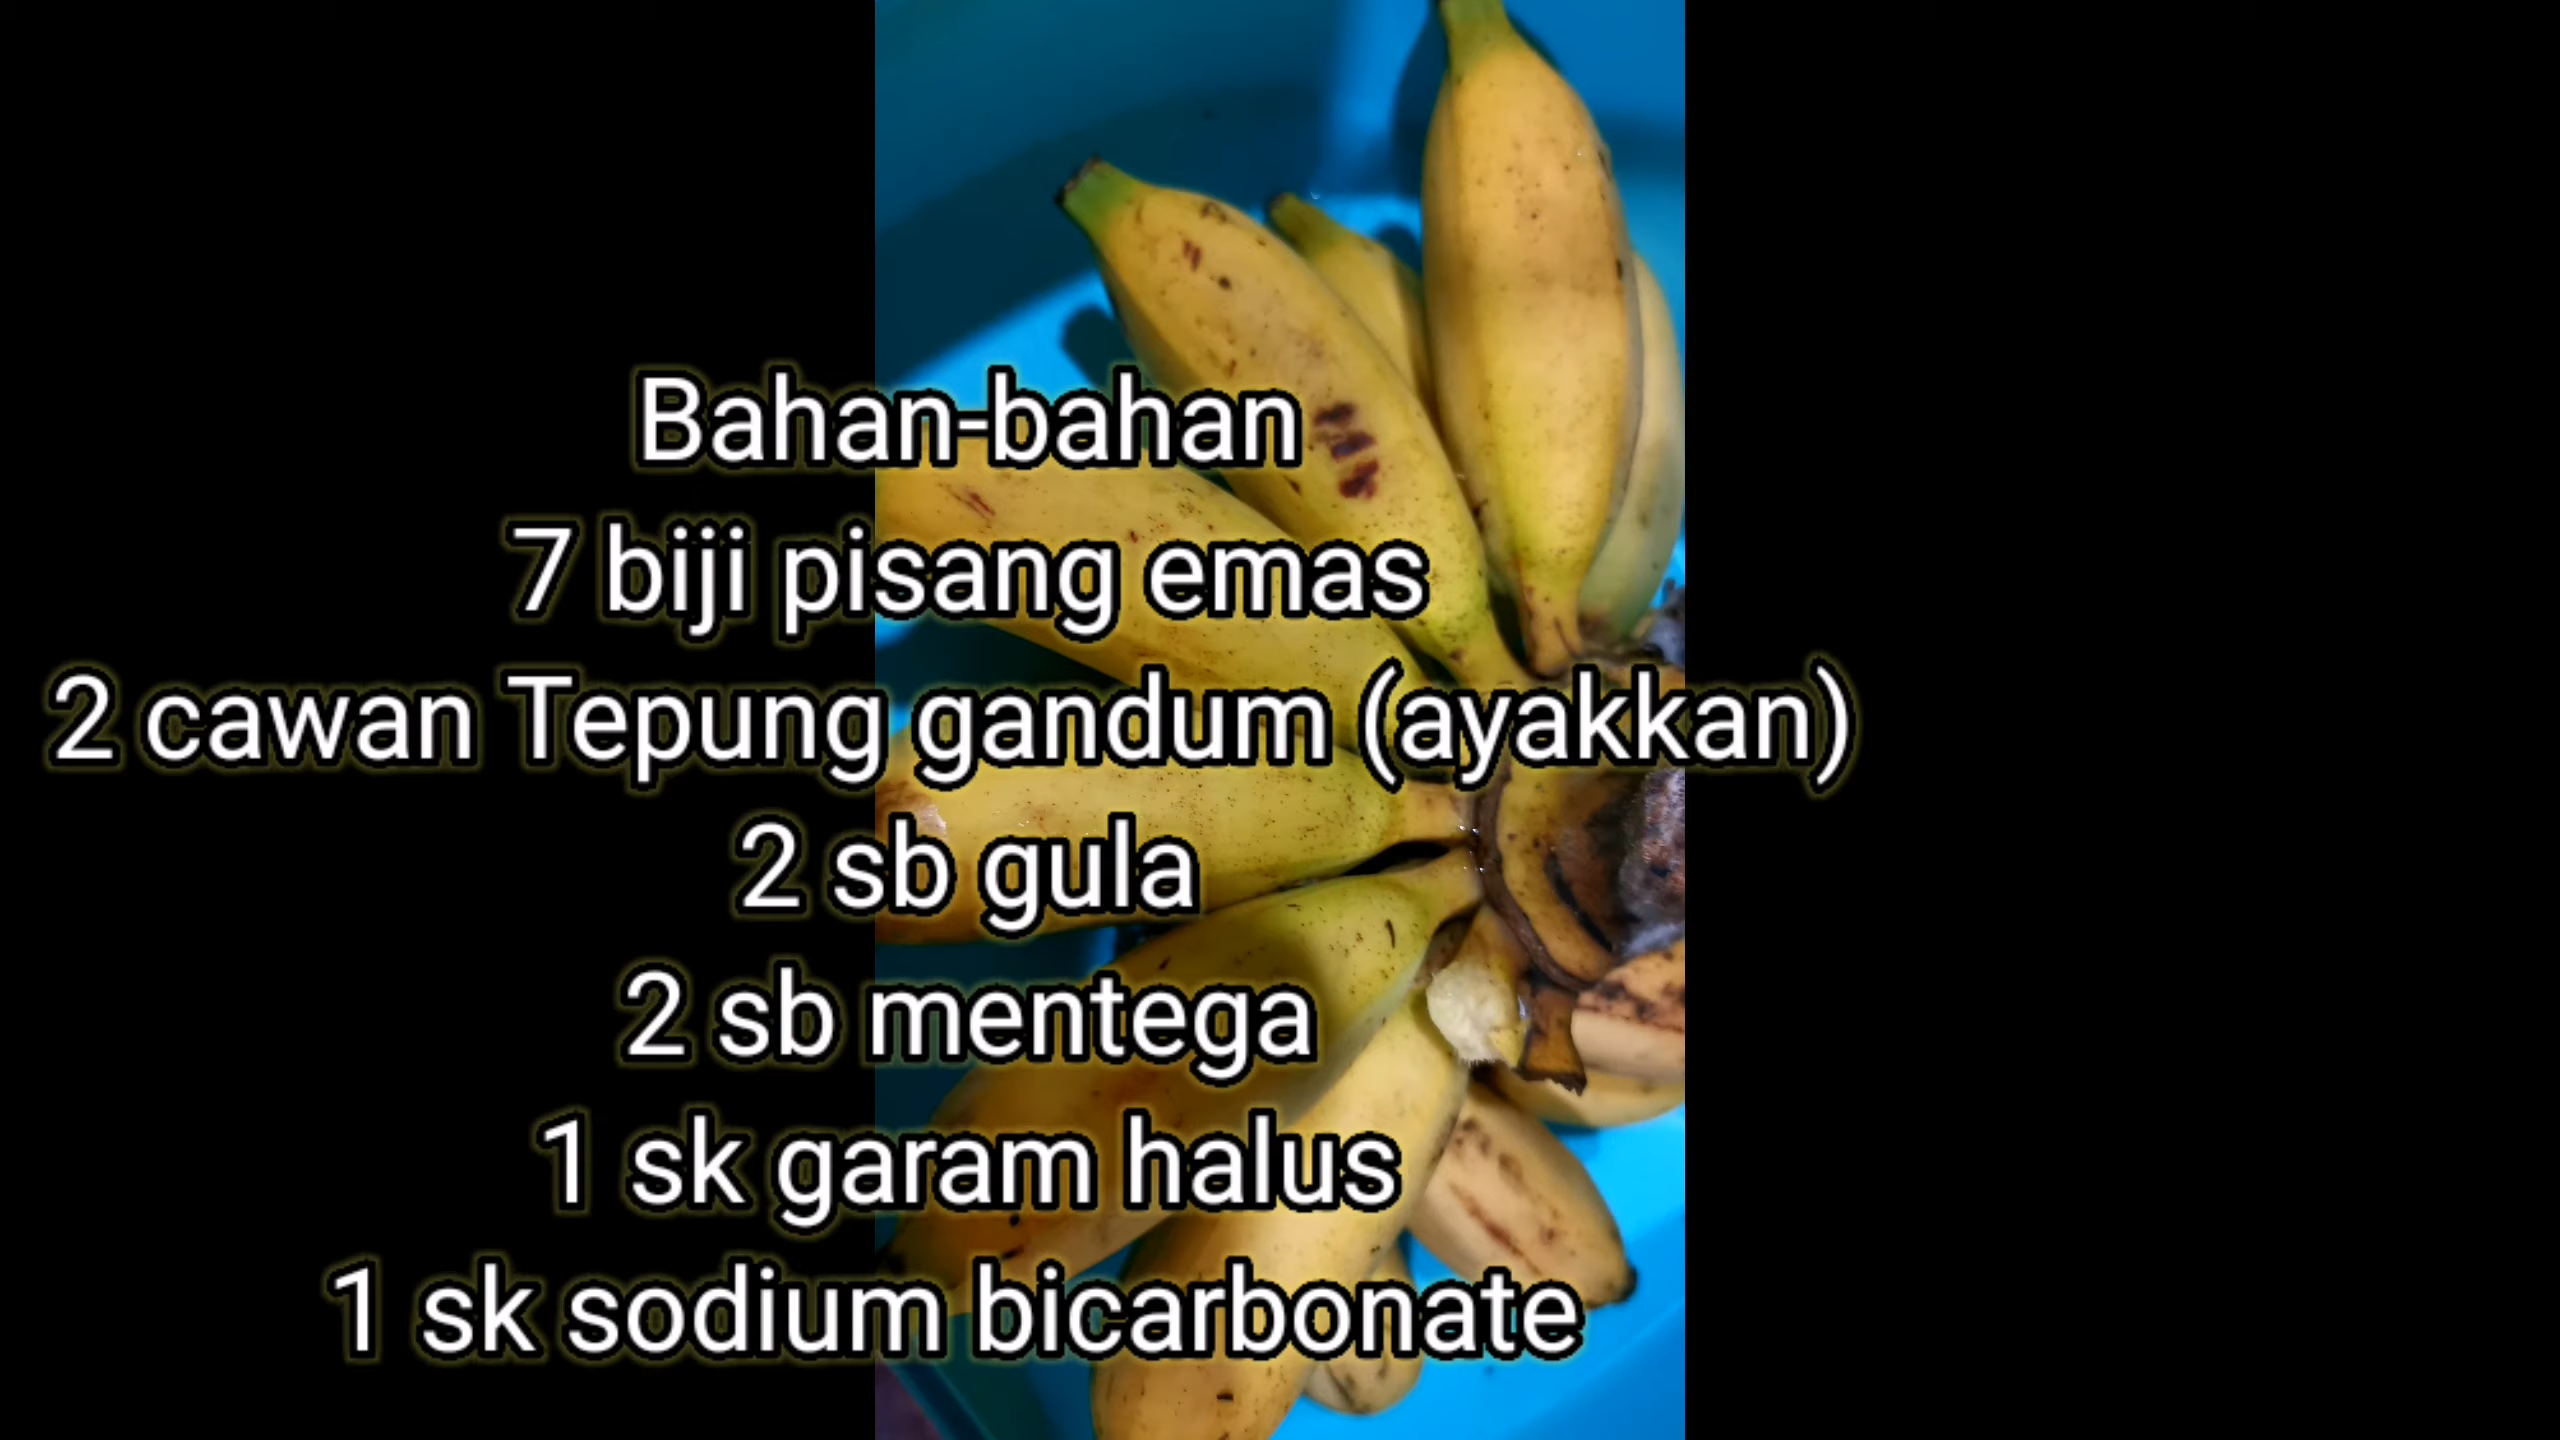 Bahan-bahan
7 biji pisang emas
2 cawan Tepung gandum (ayakkan)
2 sb gula
2 sb mentega
1 sk garam halus
1 sk sodium bicarbonate